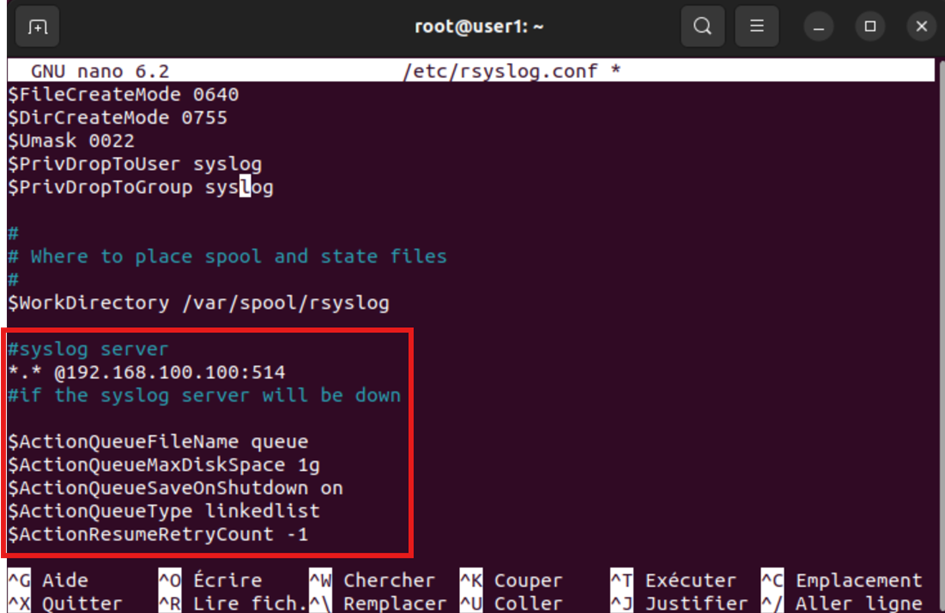 root@user1: ~
GNU nano 6.2 /etc/rsyslog.conf *
$FileCreateMode 0640
$DirCreateMode 0755
$Umask 0022
$PrivDropToUser syslog
$PrivDropToGroup syslog
#
# Where to place spool and state files
#
$WorkDirectory /var/spool/rsyslog
#syslog server
*.* @192.168.100.100:514
#if the syslog server will be down
$ActionQueueFileName queue
$ActionQueueMaxDiskSpace 1g
$ActionQueueSaveOnShutdown on
$ActionQueueType linkedlist
$ActionResumeRetryCount -1
^G Aide ^O Écrire ^W Chercher ^K Couper ^T Exécuter ^C Emplacement
^X Quitter ^R Lire fich. ^\ Remplacer ^U Coller ^J Justifier ^/ Aller ligne